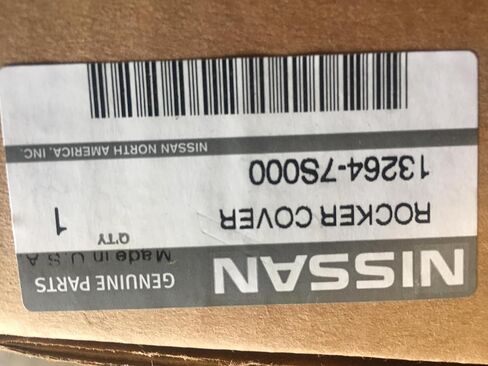 NISSAN GENUINE PARTS
Made in U.S.A.
ROCKER COVER Q'TY 1
13264-7S000
NISSAN NORTH AMERICA, INC.